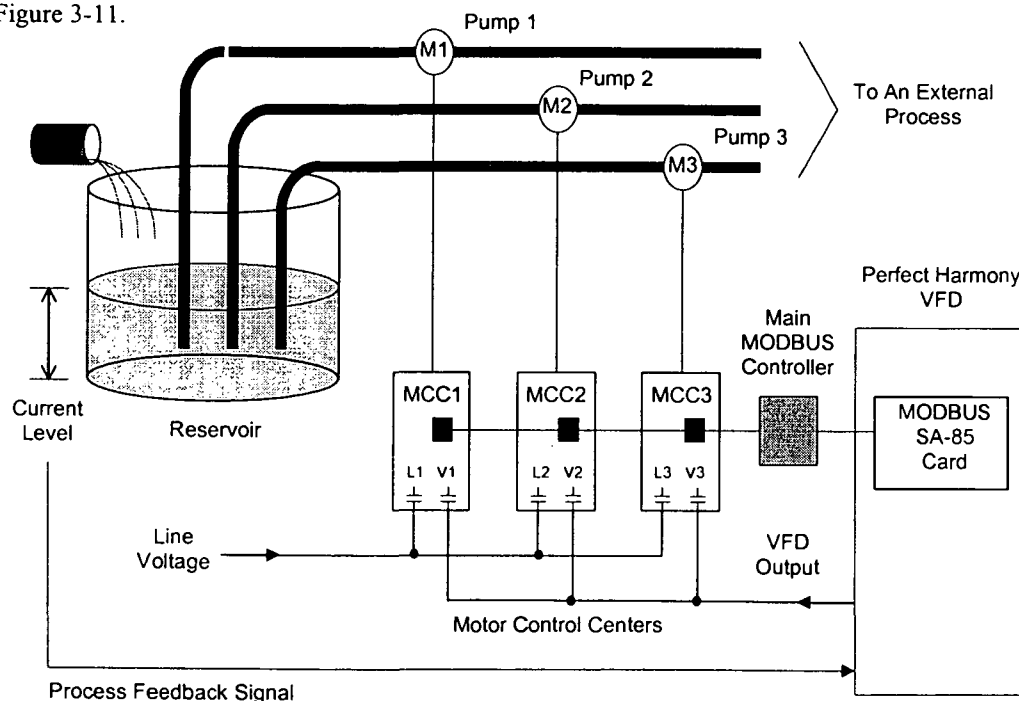 Figure 3-11.
Pump 1
M1
Pump 2
M2
Pump 3
M3
To An External
Process
Perfect Harmony
VFD
Main
MODBUS
Controller
MCC1
MCC2
MCC3
MODBUS
SA-85
Card
Current
Level
Reservoir
L1 V1
L2 V2
L3 V3
Line
Voltage
VFD
Output
Motor Control Centers
Process Feedback Signal